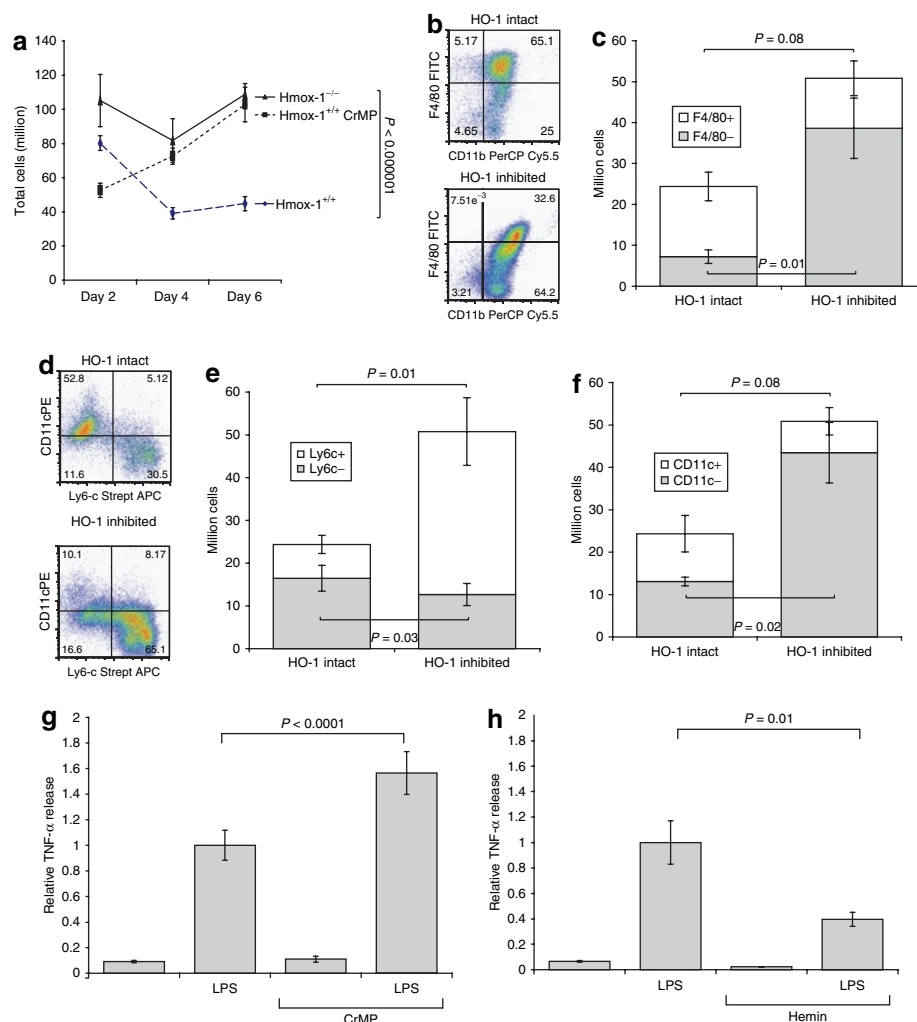 a
140
120
100
80
60
40
20
0
Total cells (million)
Day 2
Day 4
Day 6
Hmox-1−/−
Hmox-1+/+ CrMP
Hmox-1+/+
P < 0.000001
b
HO-1 intact
5.17
65.1
4.65
25
F4/80 FITC
CD11b PerCP Cy5.5
HO-1 inhibited
7.51e−3
32.6
3.21
64.2
F4/80 FITC
CD11b PerCP Cy5.5
c
P = 0.08
60
50
40
30
20
10
0
Million cells
F4/80+
F4/80−
P = 0.01
HO-1 intact
HO-1 inhibited
d
HO-1 intact
52.8
5.12
11.6
30.5
CD11cPE
Ly6-c Strept APC
HO-1 inhibited
10.1
8.17
16.6
65.1
CD11cPE
Ly6-c Strept APC
e
P = 0.01
60
50
40
30
20
10
0
Million cells
Ly6c+
Ly6c−
P = 0.03
HO-1 intact
HO-1 inhibited
f
P = 0.08
60
50
40
30
20
10
0
Million cells
CD11c+
CD11c−
P = 0.02
HO-1 intact
HO-1 inhibited
g
P < 0.0001
2
1.8
1.6
1.4
1.2
1
0.8
0.6
0.4
0.2
0
Relative TNF-α release
LPS
LPS
CrMP
h
P = 0.01
2
1.8
1.6
1.4
1.2
1
0.8
0.6
0.4
0.2
0
Relative TNF-α release
LPS
LPS
Hemin